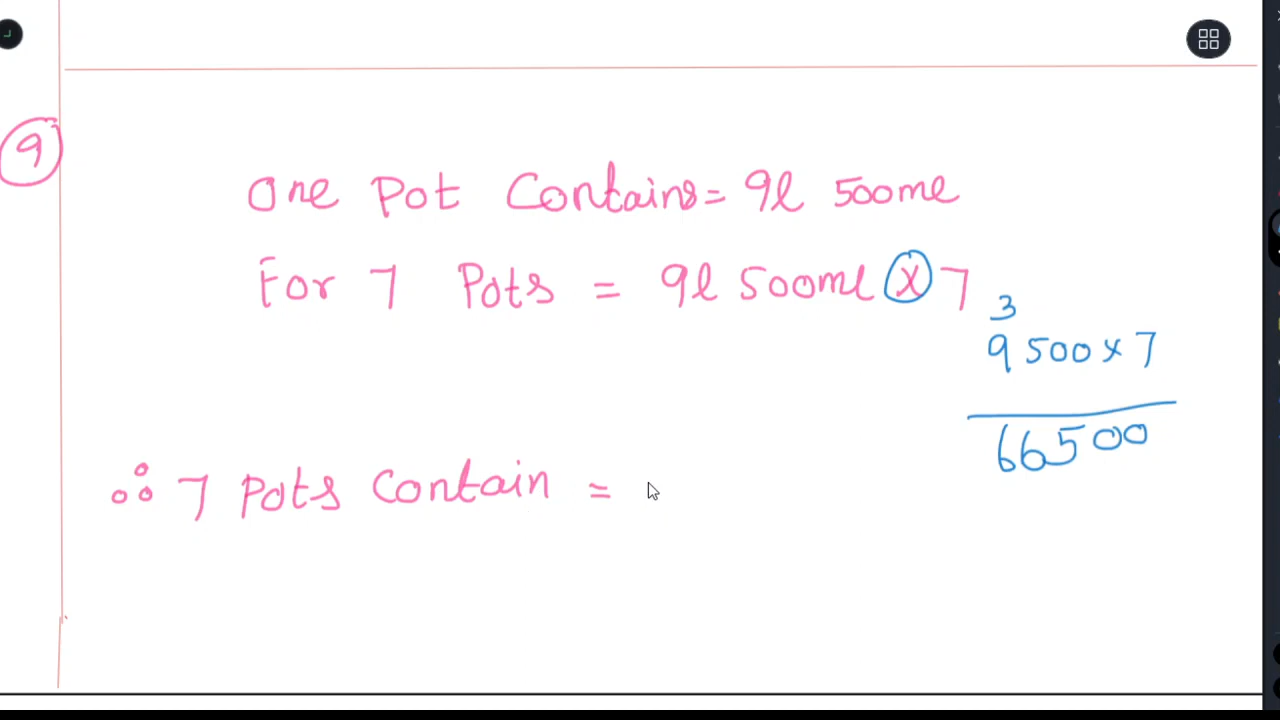 9
One Pot Contains= 9l 500ml
For 7 Pots = 9l 500ml x 7
3
9500 x 7
66500
∴ 7 Pots Contain =